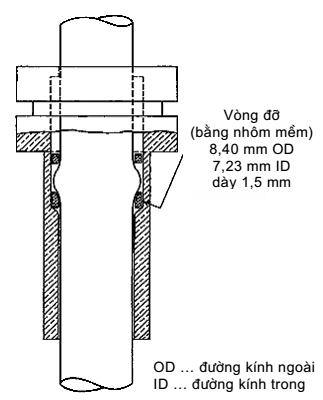 Vòng đỡ
(bằng nhôm mềm)
8,40 mm OD
7,23 mm ID
dày 1,5 mm
OD ... đường kính ngoài
ID ... đường kính trong